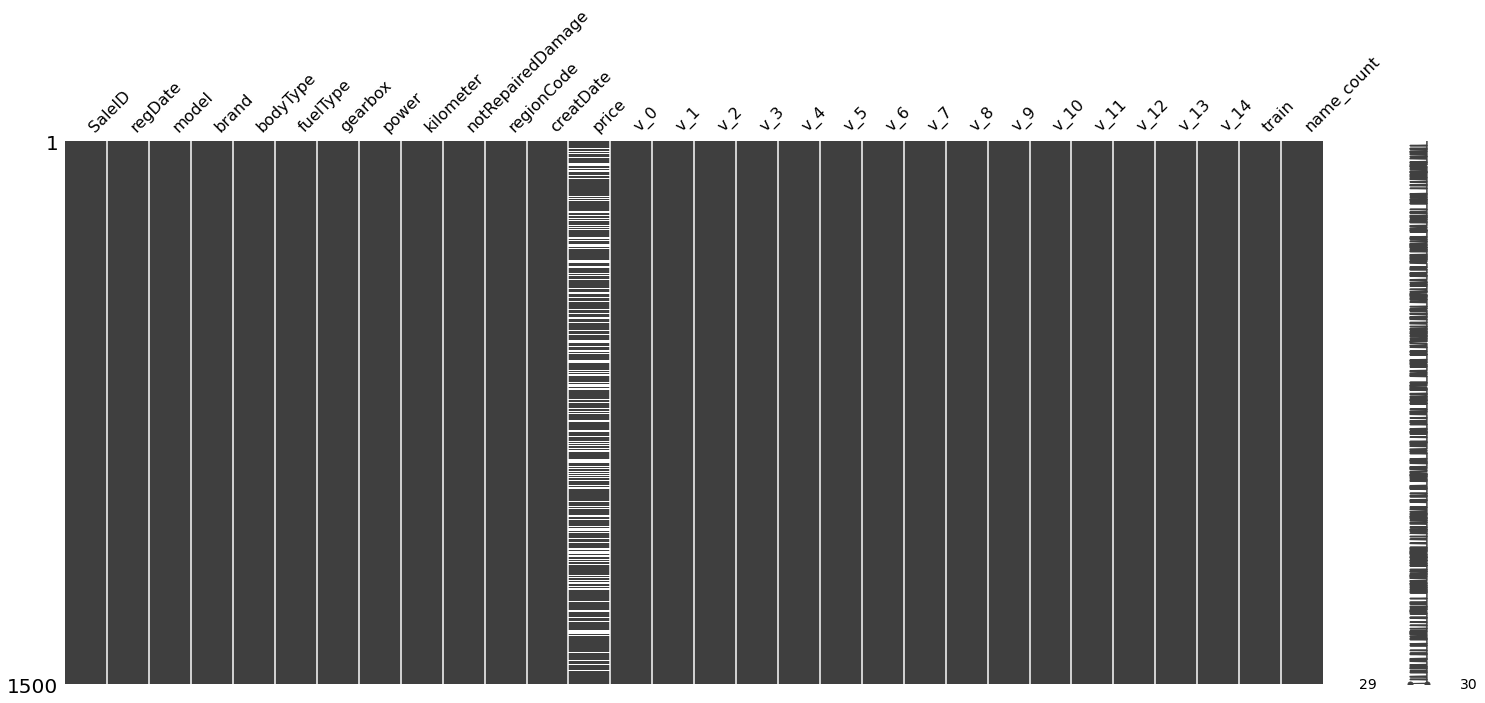 SaleID
regDate
model
brand
bodyType
fuelType
gearbox
power
kilometer
notRepairedDamage
regionCode
creatDate
price
v_0
v_1
v_2
v_3
v_4
v_5
v_6
v_7
v_8
v_9
v_10
v_11
v_12
v_13
v_14
train
name_count
1
1500
29
30